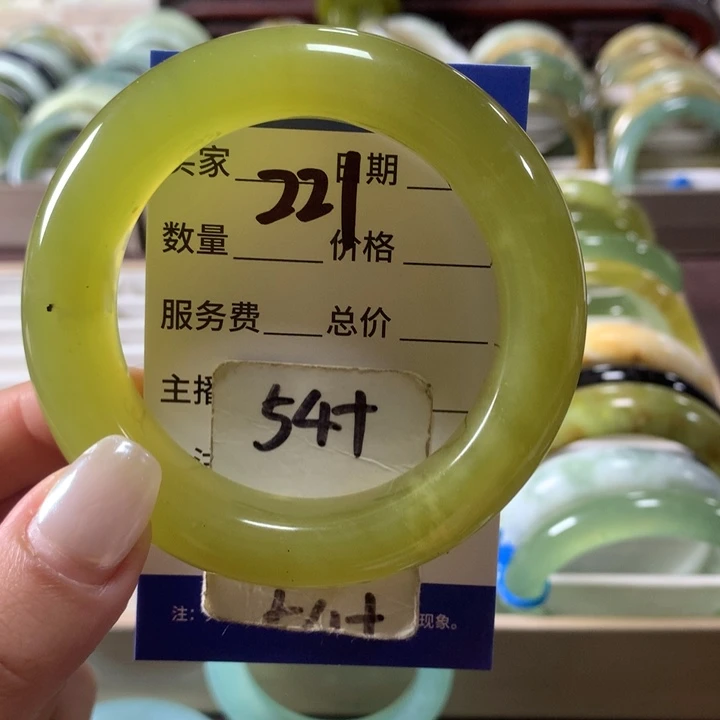 买家 221 日期
数量 价格
服务费 总价
主播
54+
54+
注: 现象。